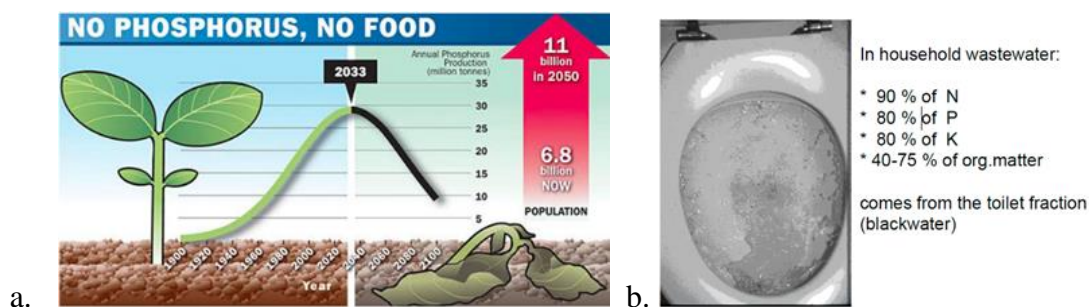 NO PHOSPHORUS, NO FOOD
Annual Phosphorus
Production
(million tonnes)
35
30
25
20
15
10
5
2033
11
billion
in 2050
6.8
billion
NOW
POPULATION
1900
1920
1940
1960
1980
2000
2020
2040
2060
2080
2100
Year
a.
In household wastewater:
* 90 % of N
* 80 % of P
* 80 % of K
* 40-75 % of org.matter
comes from the toilet fraction
(blackwater)
b.